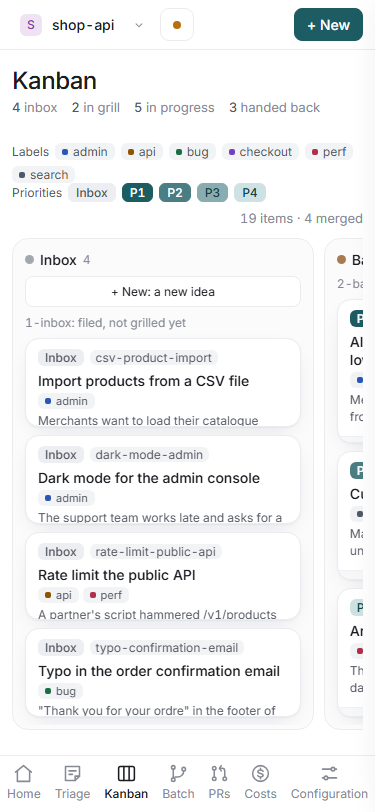 S shop-api
+ New
Kanban
4 inbox 2 in grill 5 in progress 3 handed back
Labels admin api bug checkout perf
search
Priorities Inbox P1 P2 P3 P4
19 items · 4 merged
Inbox 4
+ New: a new idea
1-inbox: filed, not grilled yet
Inbox csv-product-import
Import products from a CSV file
admin
Merchants want to load their catalogue
Inbox dark-mode-admin
Dark mode for the admin console
admin
The support team works late and asks for a
Inbox rate-limit-public-api
Rate limit the public API
api perf
A partner's script hammered /v1/products
Inbox typo-confirmation-email
Typo in the order confirmation email
bug
"Thank you for your ordre" in the footer of
Home Triage Kanban Batch PRs Costs Configuration